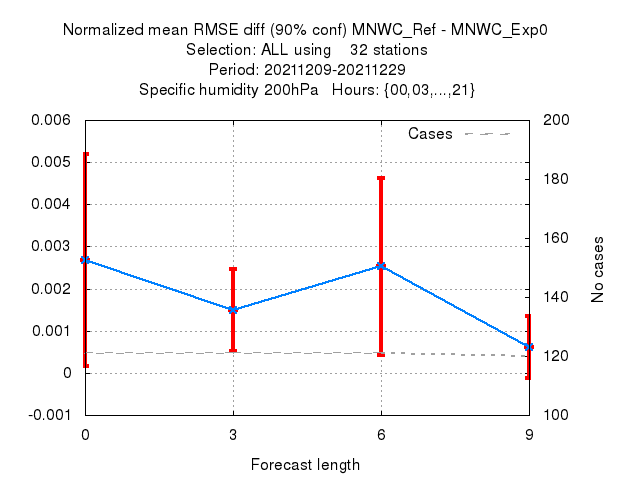 Normalized mean RMSE diff (90% conf) MNWC_Ref - MNWC_Exp0
Selection: ALL using    32 stations
Period: 20211209-20211229
Specific humidity 200hPa   Hours: {00,03,...,21}
Cases
0.006
0.005
0.004
0.003
0.002
0.001
0
-0.001
200
180
160
140
120
100
No cases
0
3
6
9
Forecast length